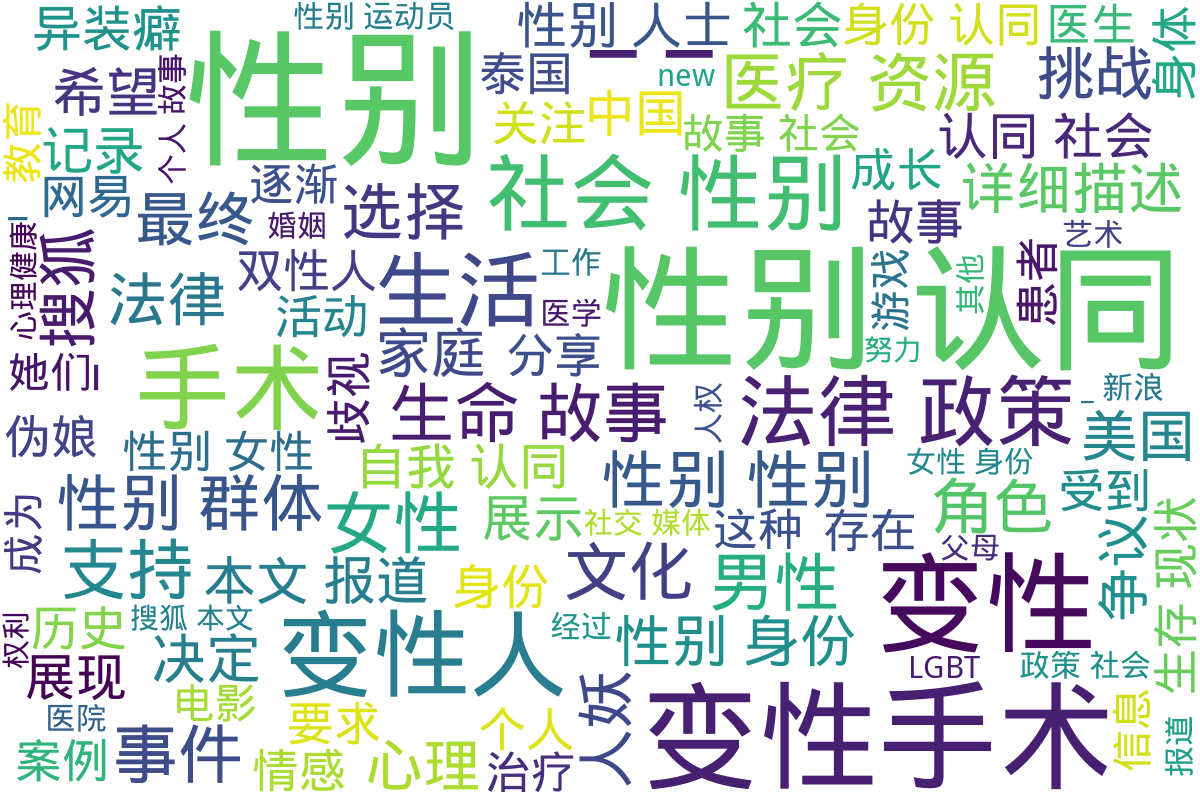 异装癖
性别 运动员
性别 人士
社会
身份 认同
医生
身体
希望
故事
性别
泰国
new
医疗 资源
挑战
教育
记录
个人
关注
中国
故事 社会
认同 社会
网易
最终
逐渐
婚姻
选择
社会 性别
成长
详细描述
心理健康
搜狐
法律
双性人
生活
工作
故事
艺术
游戏
其他
患者
活动
医学
性别认同
她们
手术
歧视
家庭
分享
努力
伪娘
生命 故事
人权
法律 政策
_ 新浪
美国
性别 女性
自我 认同
性别 性别
女性 身份
受到
成为
性别 群体
女性
展示
社交 媒体
这种
存在
角色
争议
生存 现状
支持
本文 报道
身份
文化
男性
父母
变性
权利
历史
搜狐 本文
决定
变性人
经过
性别 身份
LGBT
政策 社会
展现
医院
电影
要求
个人
人妖
变性手术
信息
报道
案例
事件
情感
心理
治疗